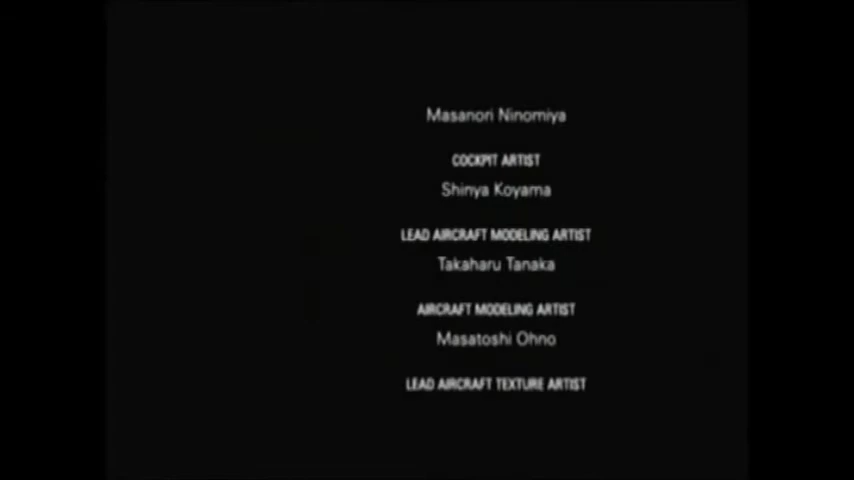 Masanori Ninomiya
COCKPIT ARTIST
Shinya Koyama
LEAD AIRCRAFT MODELING ARTIST
Takaharu Tanaka
AIRCRAFT MODELING ARTIST
Masatoshi Ohno
LEAD AIRCRAFT TEXTURE ARTIST